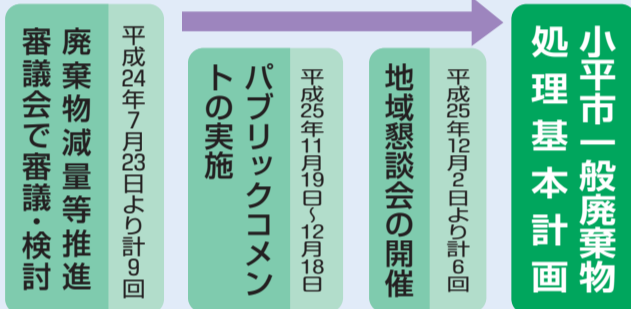 平成24年7月23日より計9回
廃棄物減量等推進
審議会で審議・検討
平成25年11月19日～12月18日
パブリックコメン
トの実施
平成25年12月2日より計6回
地域懇談会の開催
小平市一般廃棄物
処理基本計画